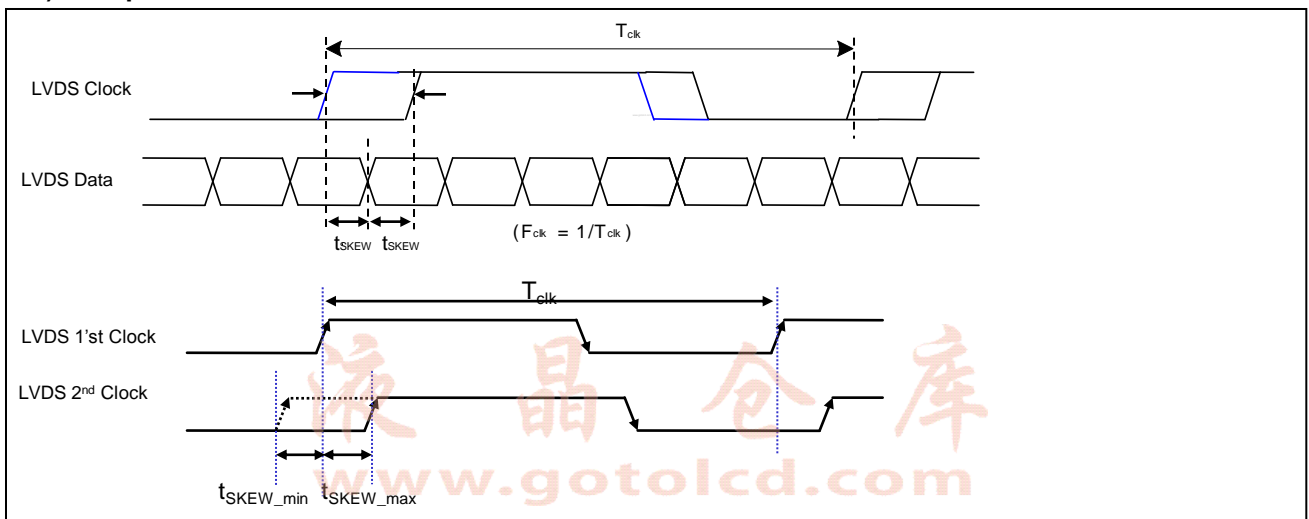 Tclk
LVDS Clock
LVDS Data
tSKEW tSKEW
(Fclk = 1/Tclk)
Tclk
LVDS 1'st Clock
LVDS 2nd Clock
液晶仓库
www.gotolcd.com
tSKEW_min tSKEW_max